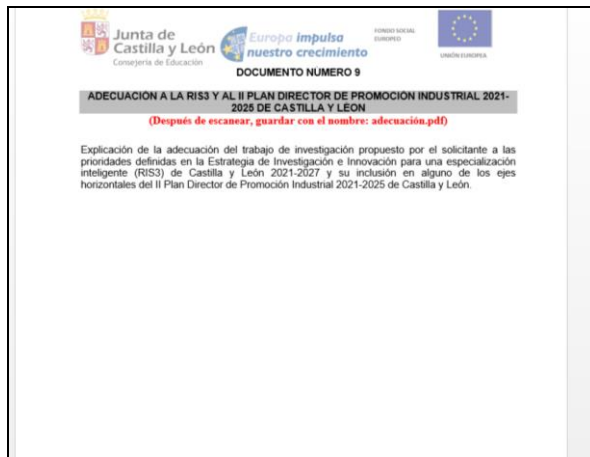 Junta de
Castilla y León
Consejería de Educación
Europa impulsa
nuestro crecimiento
FONDO SOCIAL
EUROPEO
UNIÓN EUROPEA
DOCUMENTO NÚMERO 9
ADECUACIÓN A LA RIS3 Y AL II PLAN DIRECTOR DE PROMOCIÓN INDUSTRIAL 2021-
2025 DE CASTILLA Y LEON
(Después de escanear, guardar con el nombre: adecuación.pdf)
Explicación de la adecuación del trabajo de investigación propuesto por el solicitante a las
prioridades definidas en la Estrategia de Investigación e Innovación para una especialización
inteligente (RIS3) de Castilla y León 2021-2027 y su inclusión en alguno de los ejes
horizontales del II Plan Director de Promoción Industrial 2021-2025 de Castilla y León.